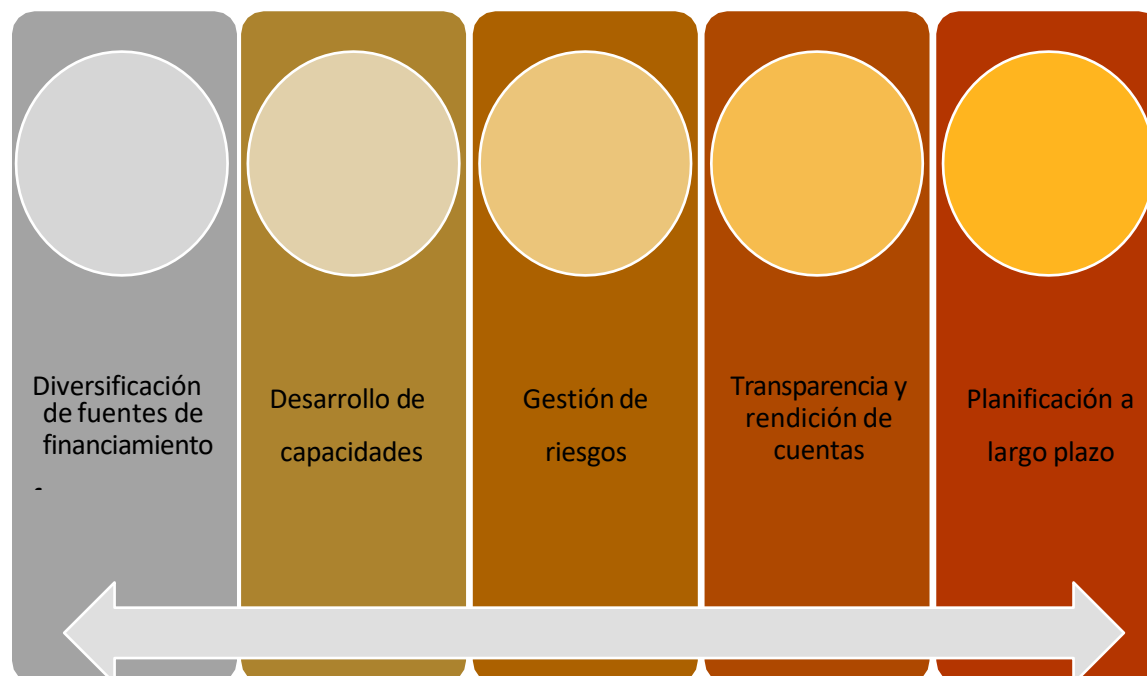 Diversificación
de fuentes de
financiamiento
Desarrollo de
capacidades
Gestión de
riesgos
Transparencia y
rendición de
cuentas
Planificación a
largo plazo